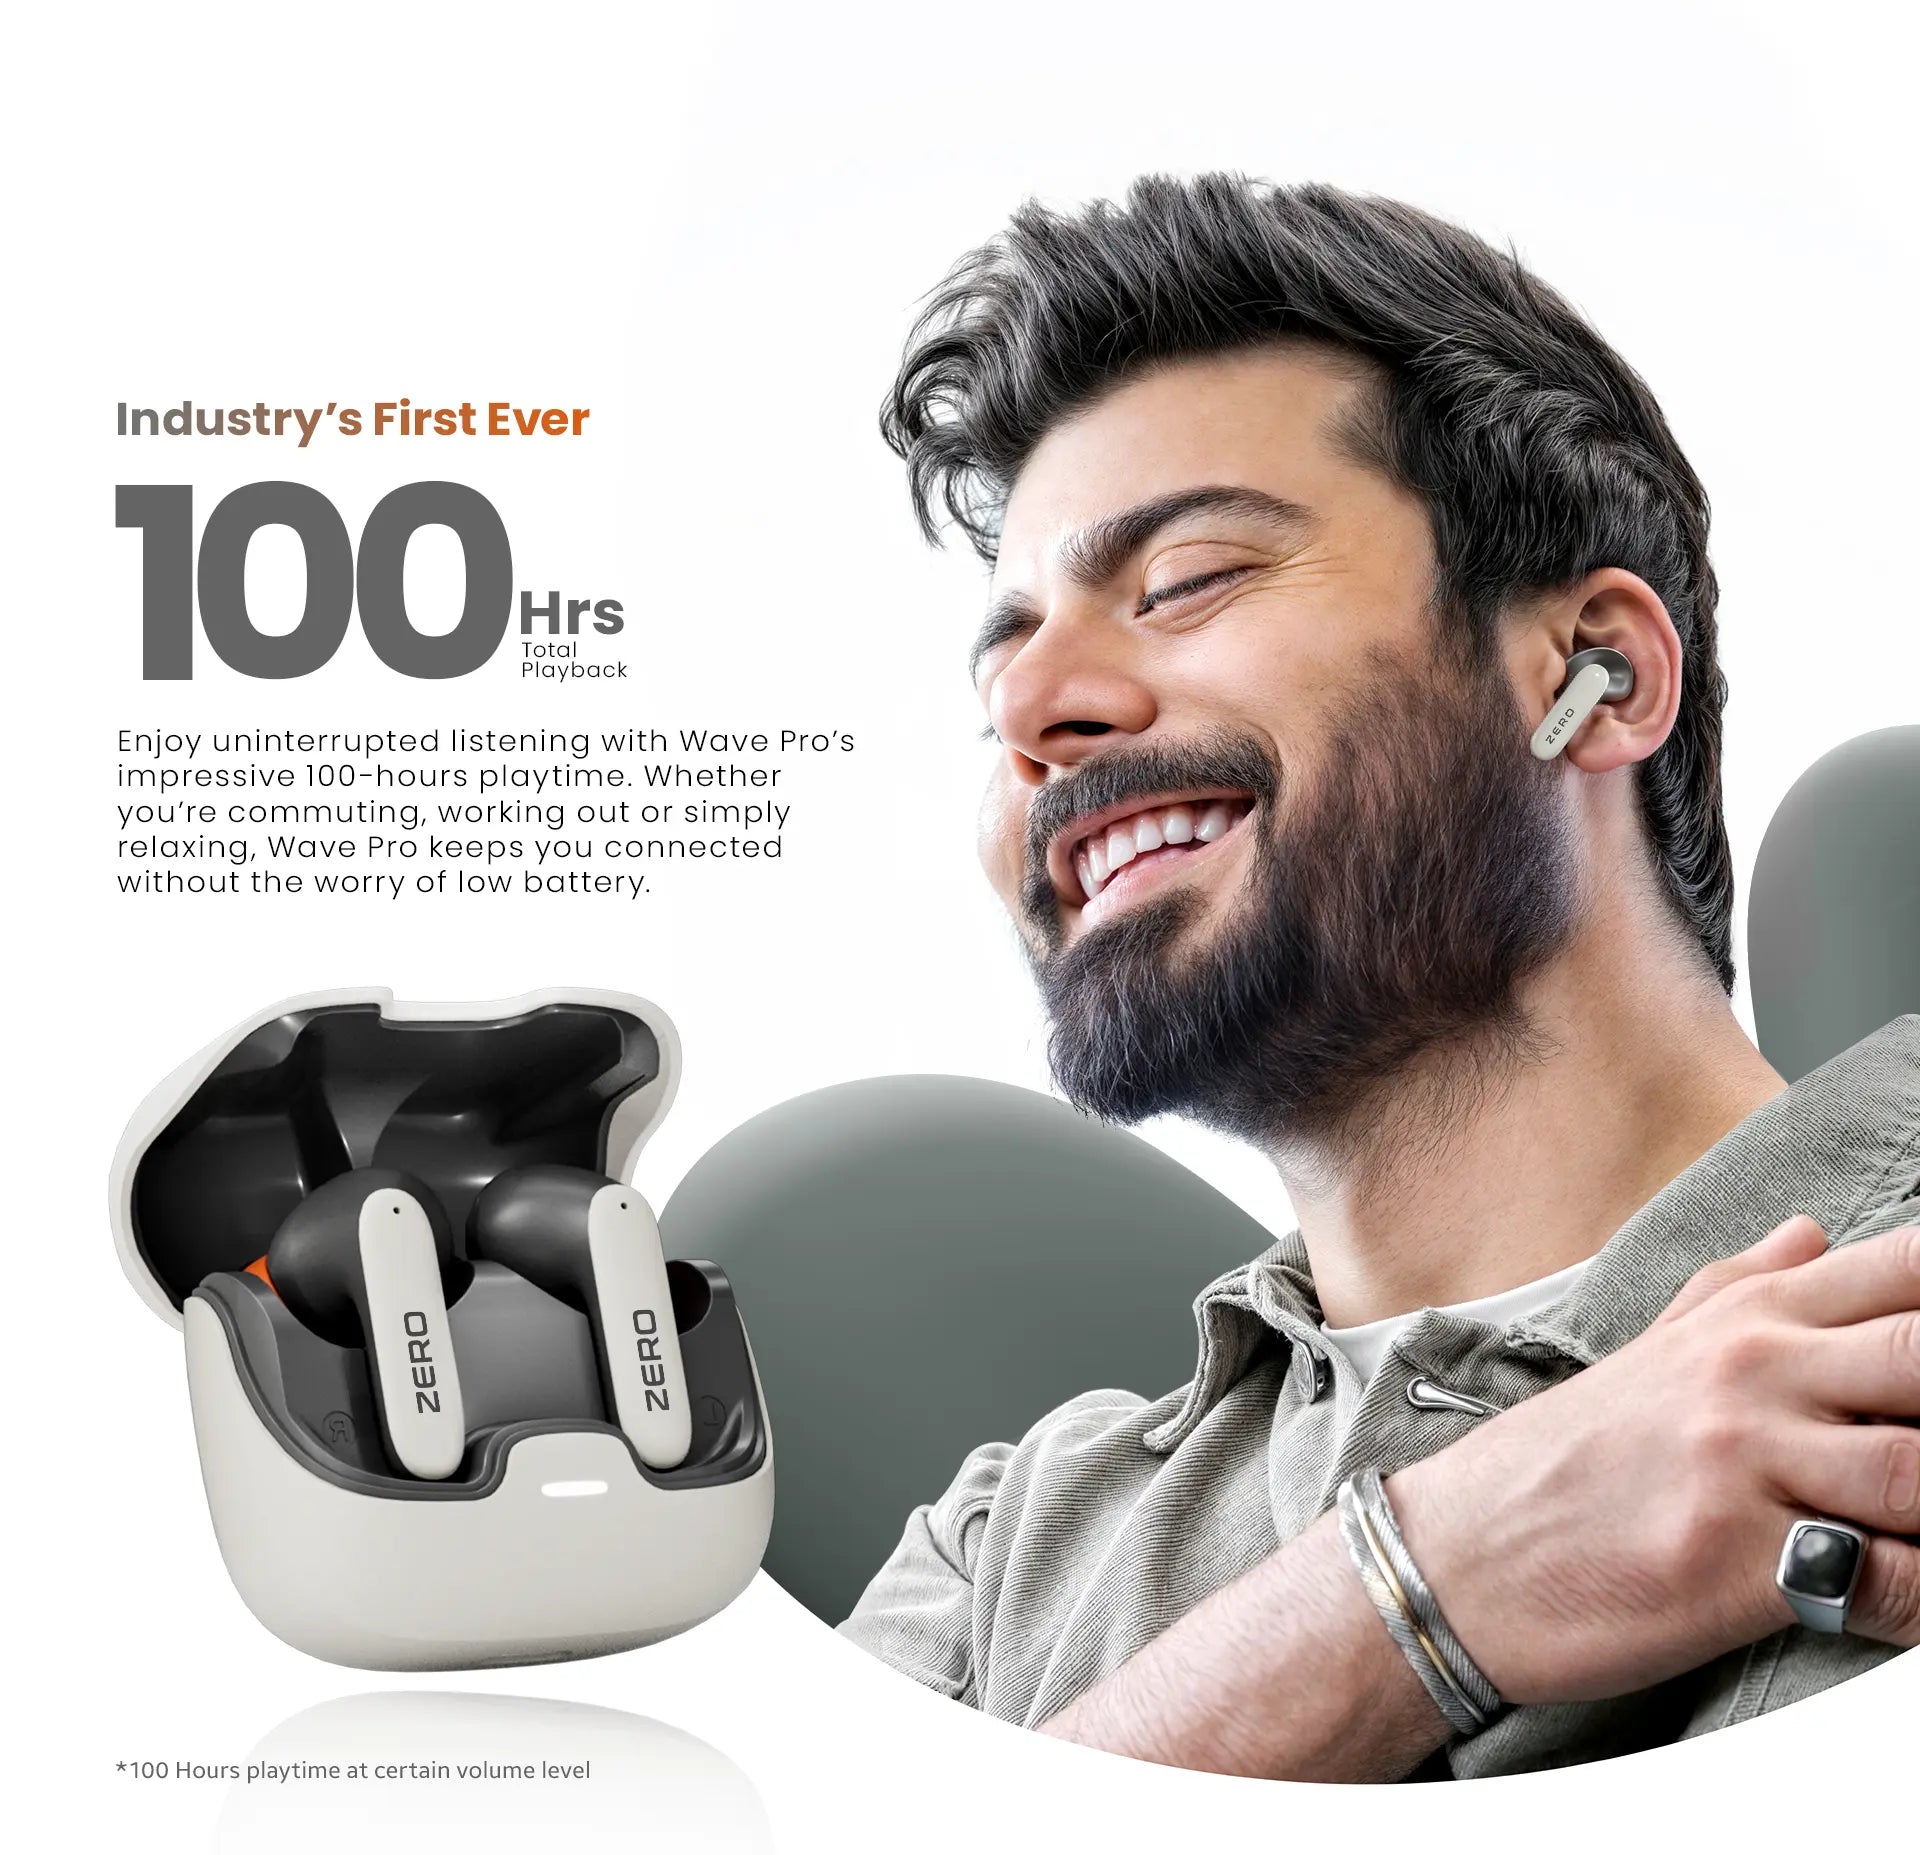 Industry's First Ever
100 Hrs
Total
Playback
Enjoy uninterrupted listening with Wave Pro's
impressive 100-hours playtime. Whether
you're commuting, working out or simply
relaxing, Wave Pro keeps you connected
without the worry of low battery.
ZERO
ZERO
ZERO
R
L
*100 Hours playtime at certain volume level